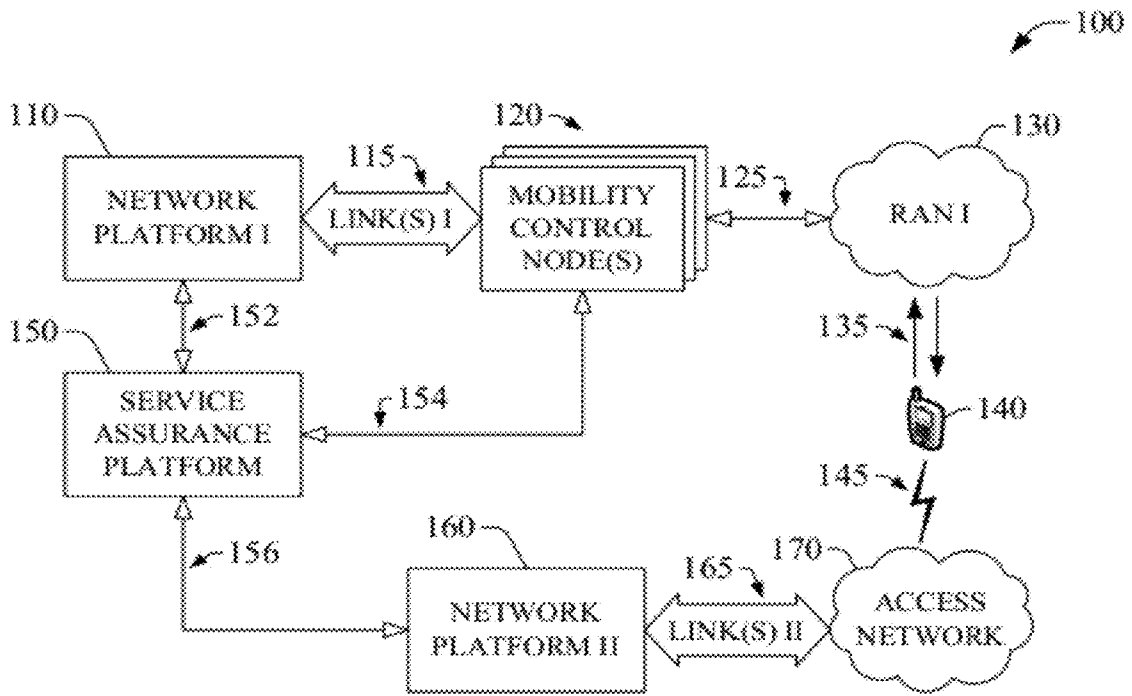 100
110
120
130
NETWORK
PLATFORM I
115
LINK(S) I
MOBILITY
CONTROL
NODE(S)
125
RAN I
150
152
135
SERVICE
ASSURANCE
PLATFORM
154
140
145
156
160
165
170
NETWORK
PLATFORM II
LINK(S) II
ACCESS
NETWORK